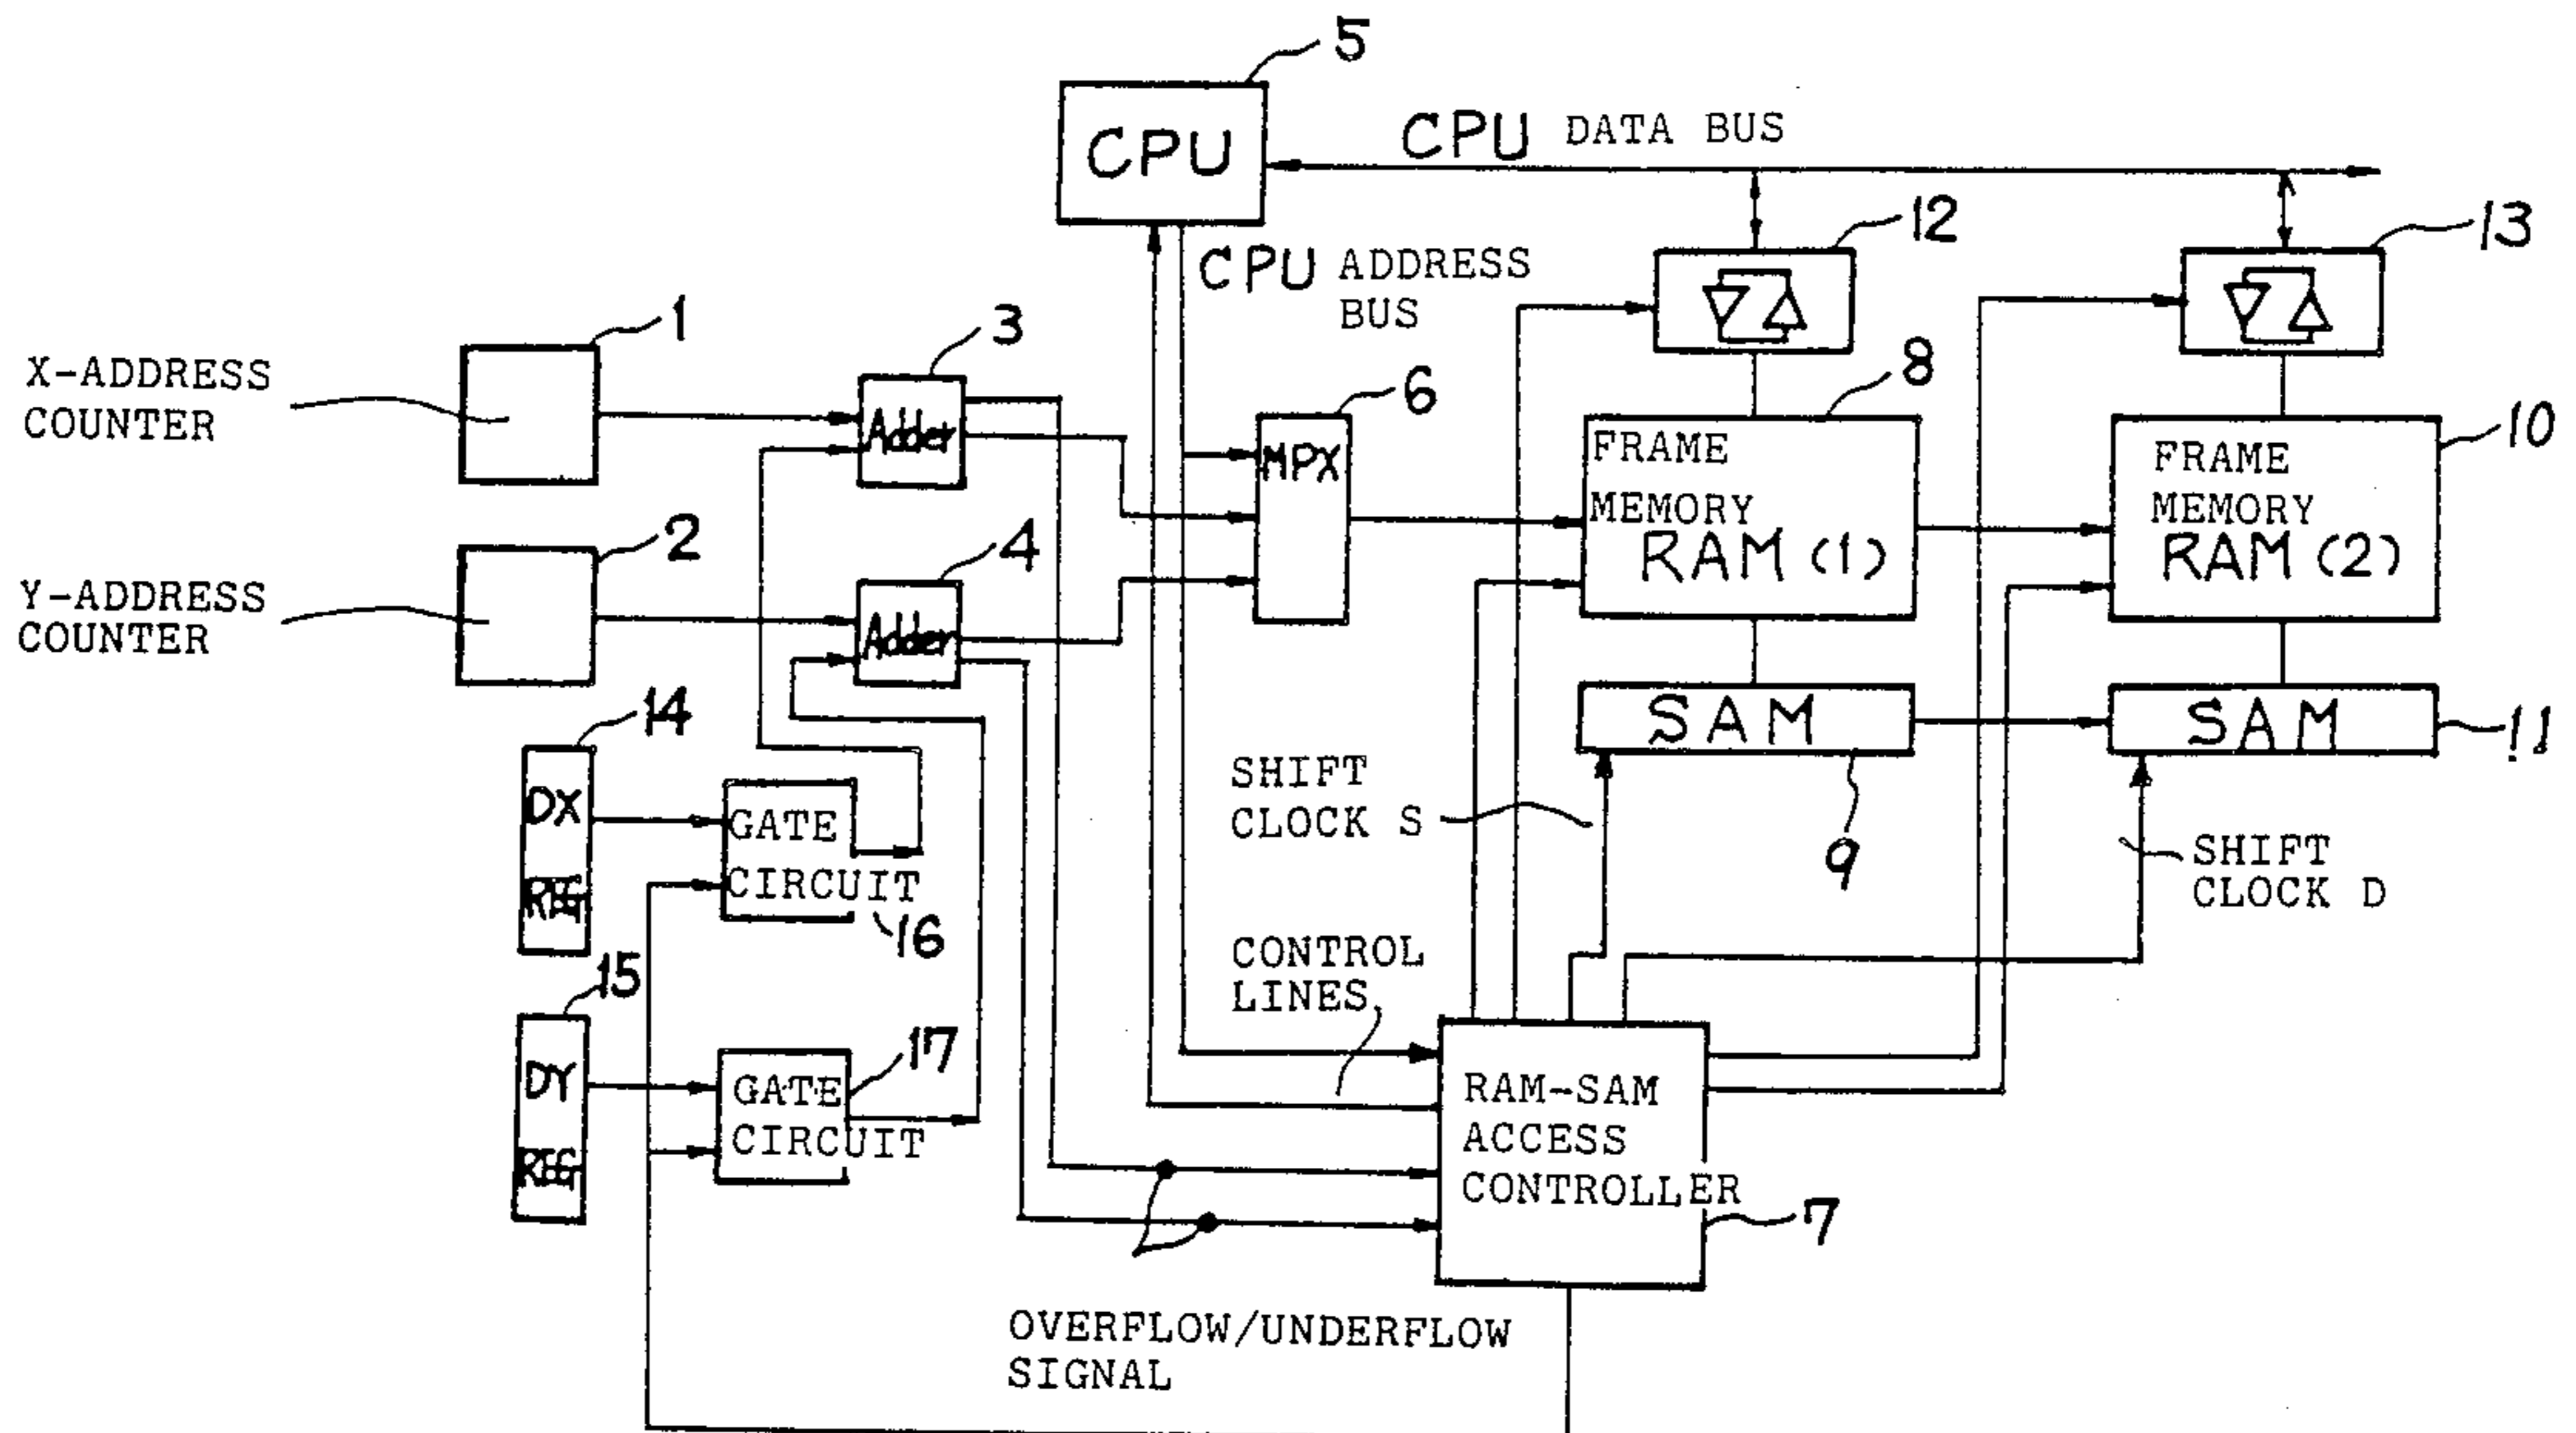 5
CPU
CPU DATA BUS
12
13
CPU ADDRESS
BUS
1
3
6
8
10
X-ADDRESS
COUNTER
Adder
MPX
FRAME
MEMORY
RAM (1)
FRAME
MEMORY
RAM (2)
2
4
Y-ADDRESS
COUNTER
Adder
14
SAM
SAM
11
9
DX
REG
GATE
CIRCUIT
16
SHIFT
CLOCK S
SHIFT
CLOCK D
15
CONTROL
LINES
17
DY
REG
GATE
CIRCUIT
RAM-SAM
ACCESS
CONTROLLER
7
OVERFLOW/UNDERFLOW
SIGNAL